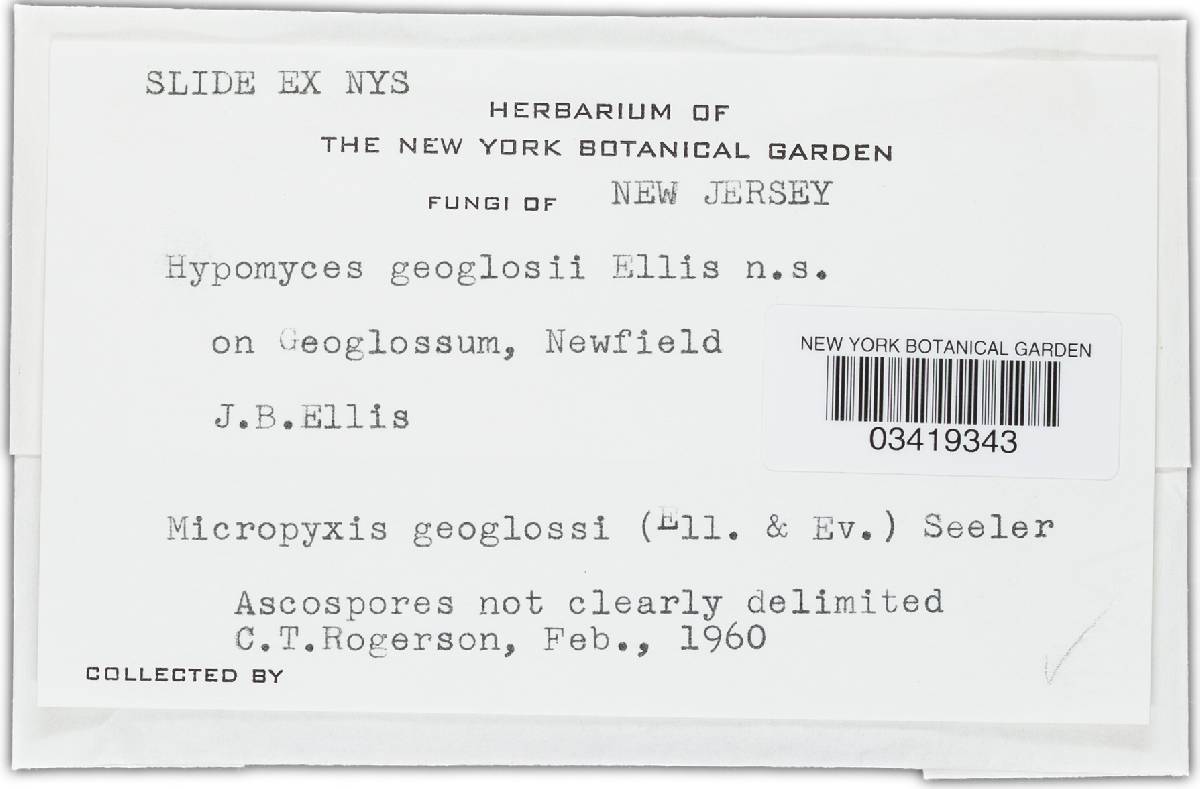 SLIDE EX NYS
HERBARIUM OF
THE NEW YORK BOTANICAL GARDEN
FUNGI OF NEW JERSEY
Hypomyces geoglosii Ellis n.s.
on Geoglossum, Newfield
J.B.Ellis
NEW YORK BOTANICAL GARDEN
03419343
Micropyxis geoglossi (Ell. & Ev.) Seeler
Ascospores not clearly delimited
C.T.Rogerson, Feb., 1960
COLLECTED BY